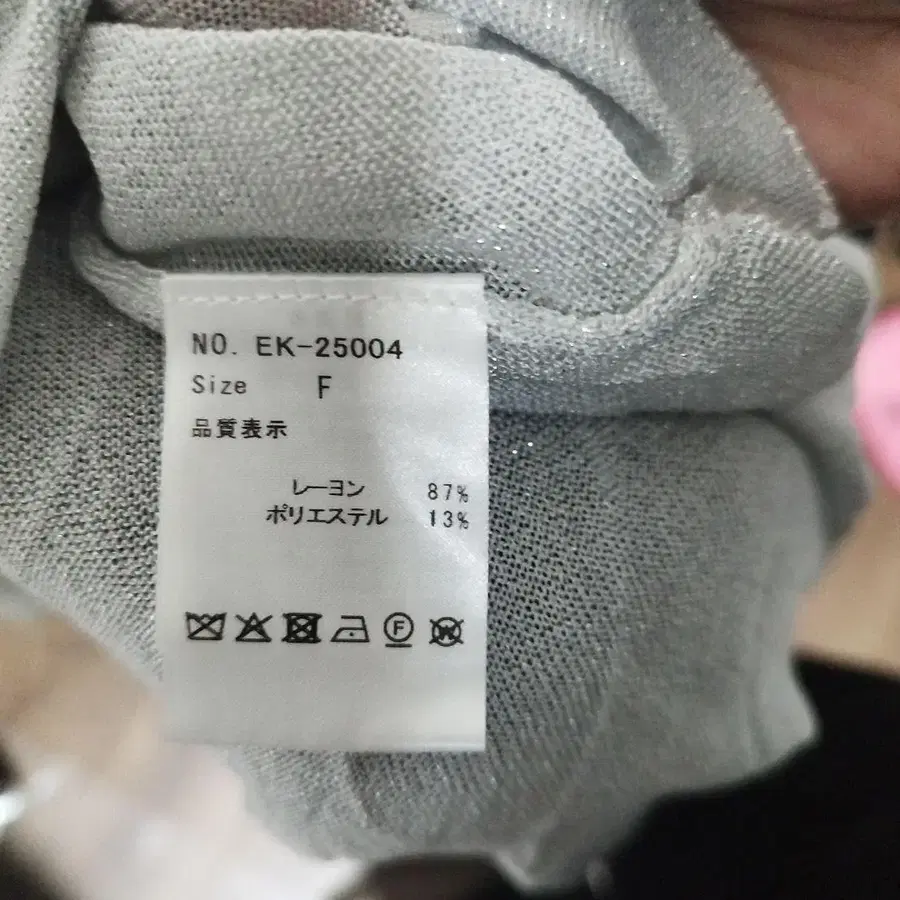 NO. EK-25004
Size F
品質表示
レーヨン 87%
ポリエステル 13%
F W